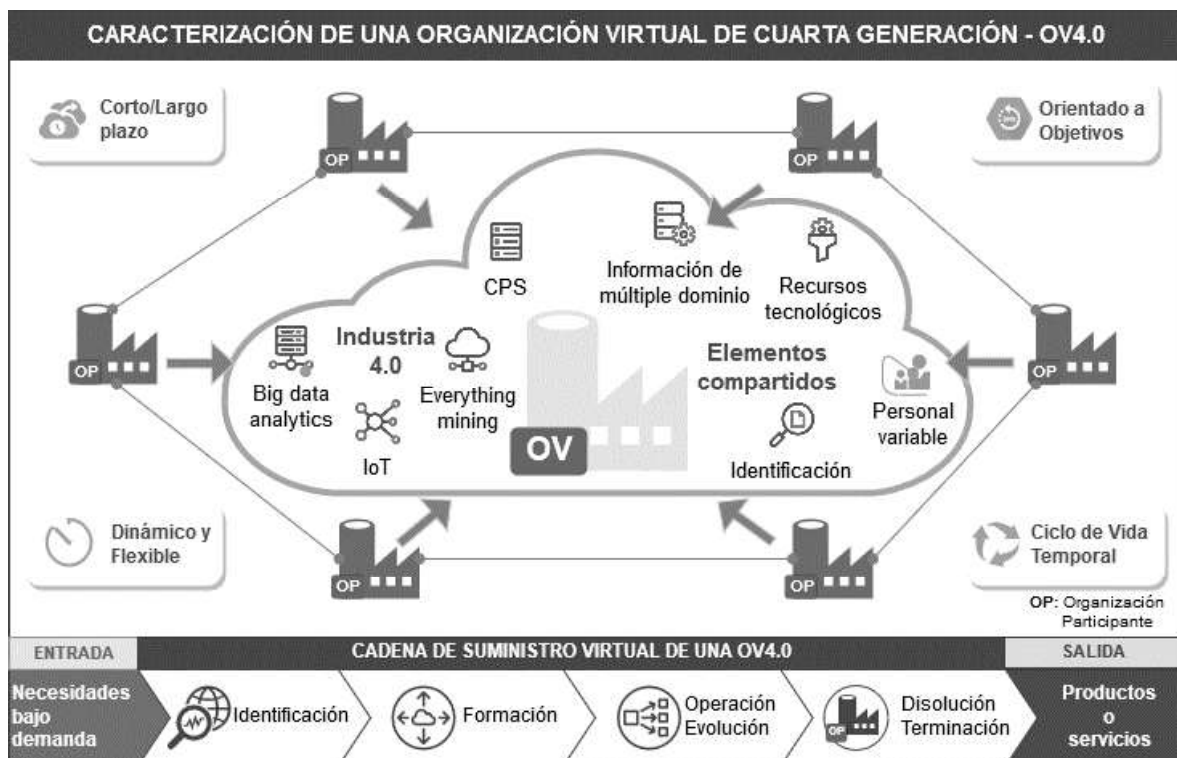 CARACTERIZACIÓN DE UNA ORGANIZACIÓN VIRTUAL DE CUARTA GENERACIÓN - OV4.0
Corto/Largo
plazo
OP
OP
Orientado a
Objetivos
CPS
Información de
múltiple dominio
Recursos
tecnológicos
OP
Industria
4.0
Big data
analytics
Everything
mining
IoT
OV
Elementos
compartidos
Identificación
Personal
variable
OP
Dinámico y
Flexible
OP
OP
Ciclo de Vida
Temporal
OP: Organización
Participante
ENTRADA
CADENA DE SUMINISTRO VIRTUAL DE UNA OV4.0
SALIDA
Necesidades
bajo
demanda
Identificación
Formación
Operación
Evolución
OP
Disolución
Terminación
Productos
o
servicios